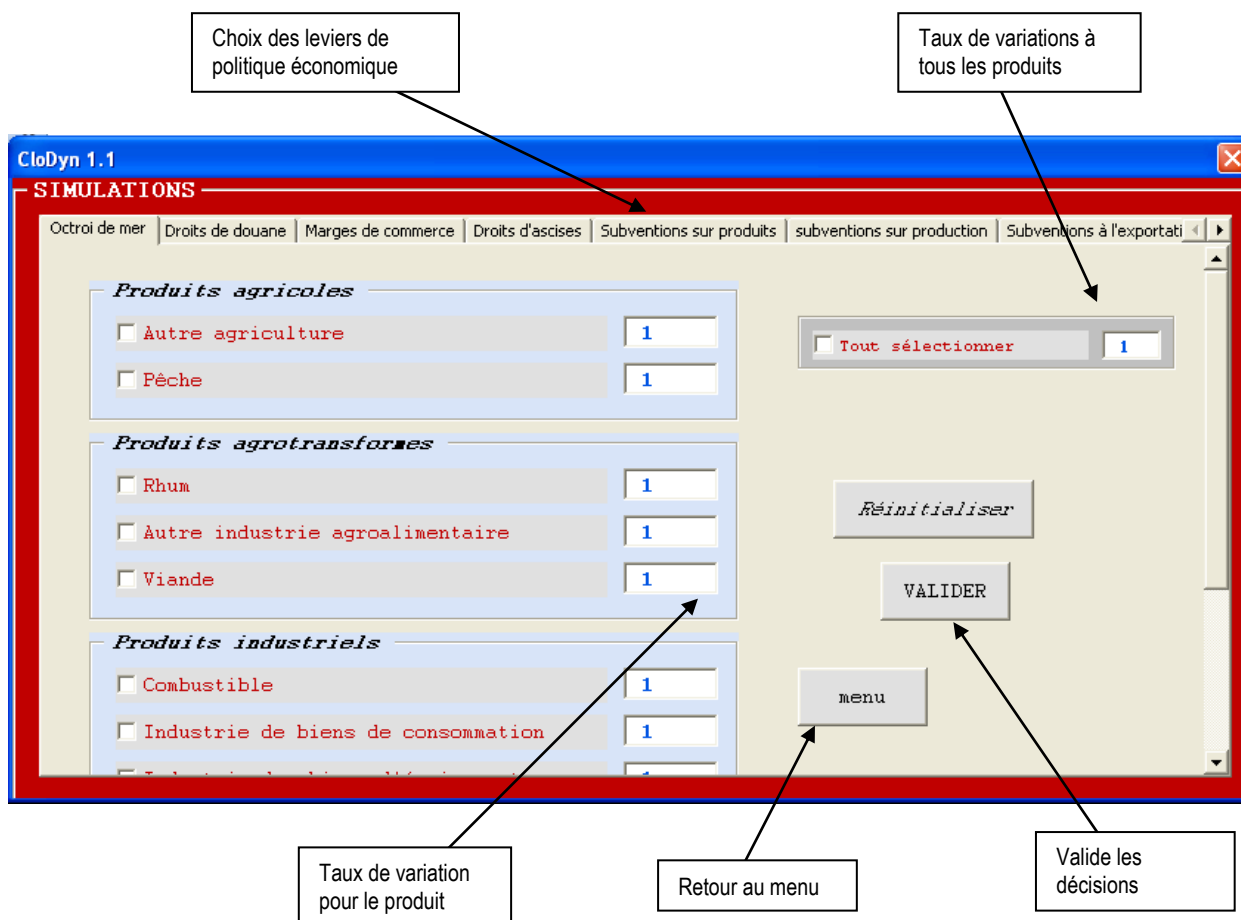 Choix des leviers de
politique économique
Taux de variations à
tous les produits
CloDyn 1.1
SIMULATIONS
Octroi de mer
Droits de douane
Marges de commerce
Droits d'ascises
Subventions sur produits
subventions sur production
Subventions à l'exportati
Produits agricoles
Autre agriculture 1
Pêche 1
Tout sélectionner 1
Produits agrotransformes
Rhum 1
Autre industrie agroalimentaire 1
Viande 1
Réinitialiser
VALIDER
Produits industriels
Combustible 1
Industrie de biens de consommation 1
menu
Taux de variation
pour le produit
Retour au menu
Valide les
décisions